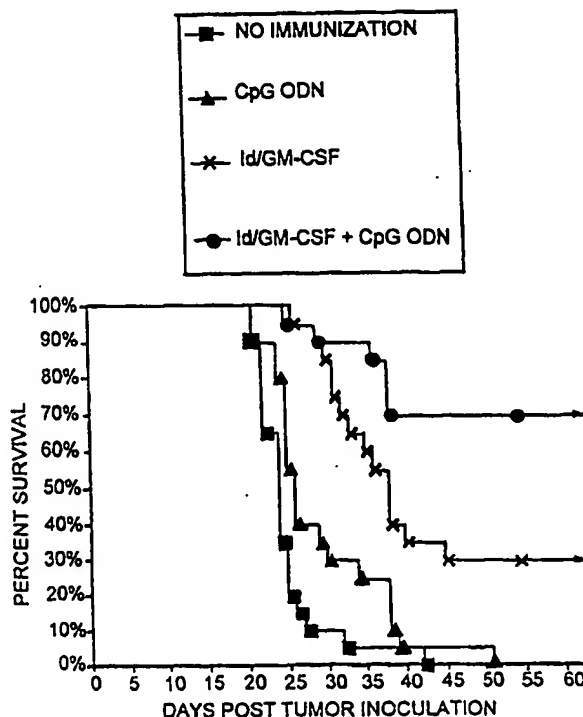 NO IMMUNIZATION
CpG ODN
Id/GM-CSF
Id/GM-CSF + CpG ODN
100%
90%
80%
70%
60%
50%
40%
30%
20%
10%
0%
PERCENT SURVIVAL
0 5 10 15 20 25 30 35 40 45 50 55 60
DAYS POST TUMOR INOCULATION